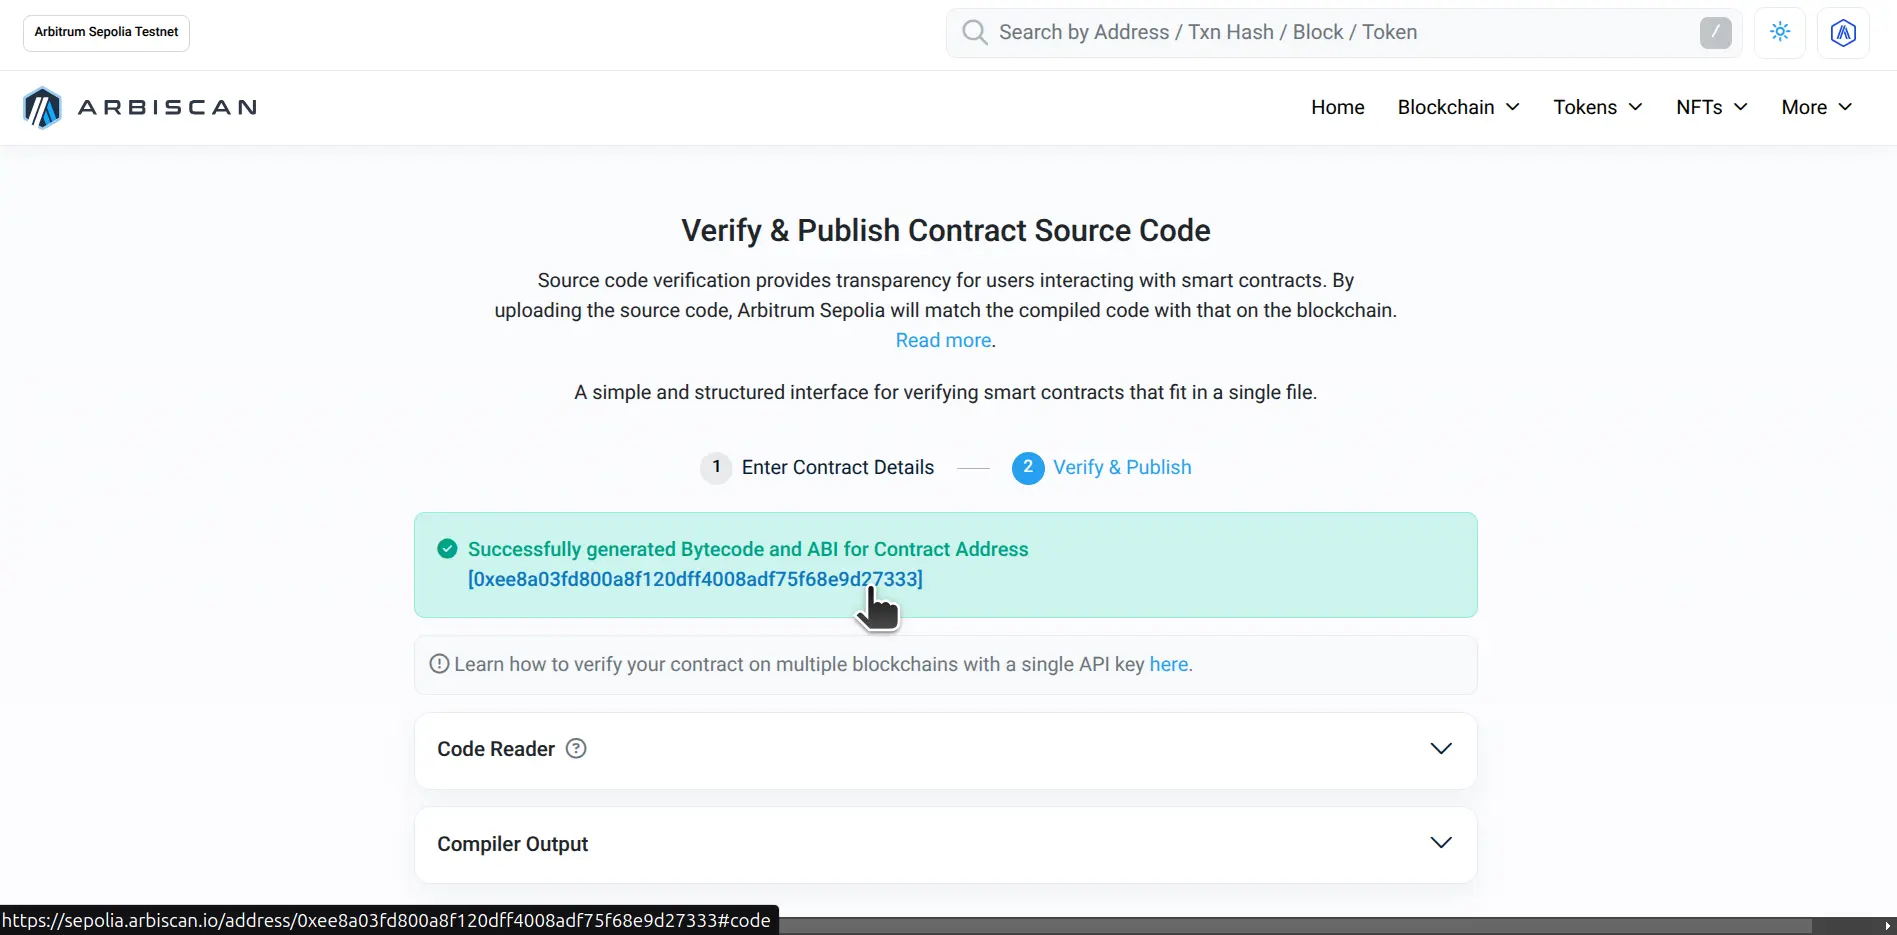 Arbitrum Sepolia Testnet
Search by Address / Txn Hash / Block / Token
/
ARBISCAN
Home Blockchain Tokens NFTs More
Verify & Publish Contract Source Code
Source code verification provides transparency for users interacting with smart contracts. By
uploading the source code, Arbitrum Sepolia will match the compiled code with that on the blockchain.
Read more.
A simple and structured interface for verifying smart contracts that fit in a single file.
1 Enter Contract Details 2 Verify & Publish
Successfully generated Bytecode and ABI for Contract Address
[0xee8a03fd800a8f120dff4008adf75f68e9d27333]
Learn how to verify your contract on multiple blockchains with a single API key here.
Code Reader ?
Compiler Output
https://sepolia.arbiscan.io/address/0xee8a03fd800a8f120dff4008adf75f68e9d27333#code